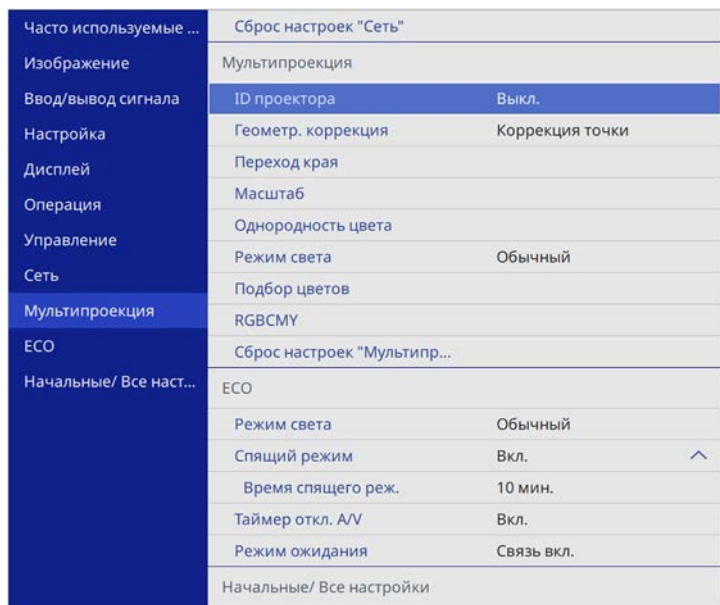 Часто используемые ...
Изображение
Ввод/вывод сигнала
Настройка
Дисплей
Операция
Управление
Сеть
Мультипроекция
ECO
Начальные/ Все наст...
Сброс настроек "Сеть"
Мультипроекция
ID проектора Выкл.
Геометр. коррекция Коррекция точки
Переход края
Масштаб
Однородность цвета
Режим света Обычный
Подбор цветов
RGBCMY
Сброс настроек "Мультипр...
ECO
Режим света Обычный
Спящий режим Вкл.
Время спящего реж. 10 мин.
Таймер откл. A/V Вкл.
Режим ожидания Связь вкл.
Начальные/ Все настройки